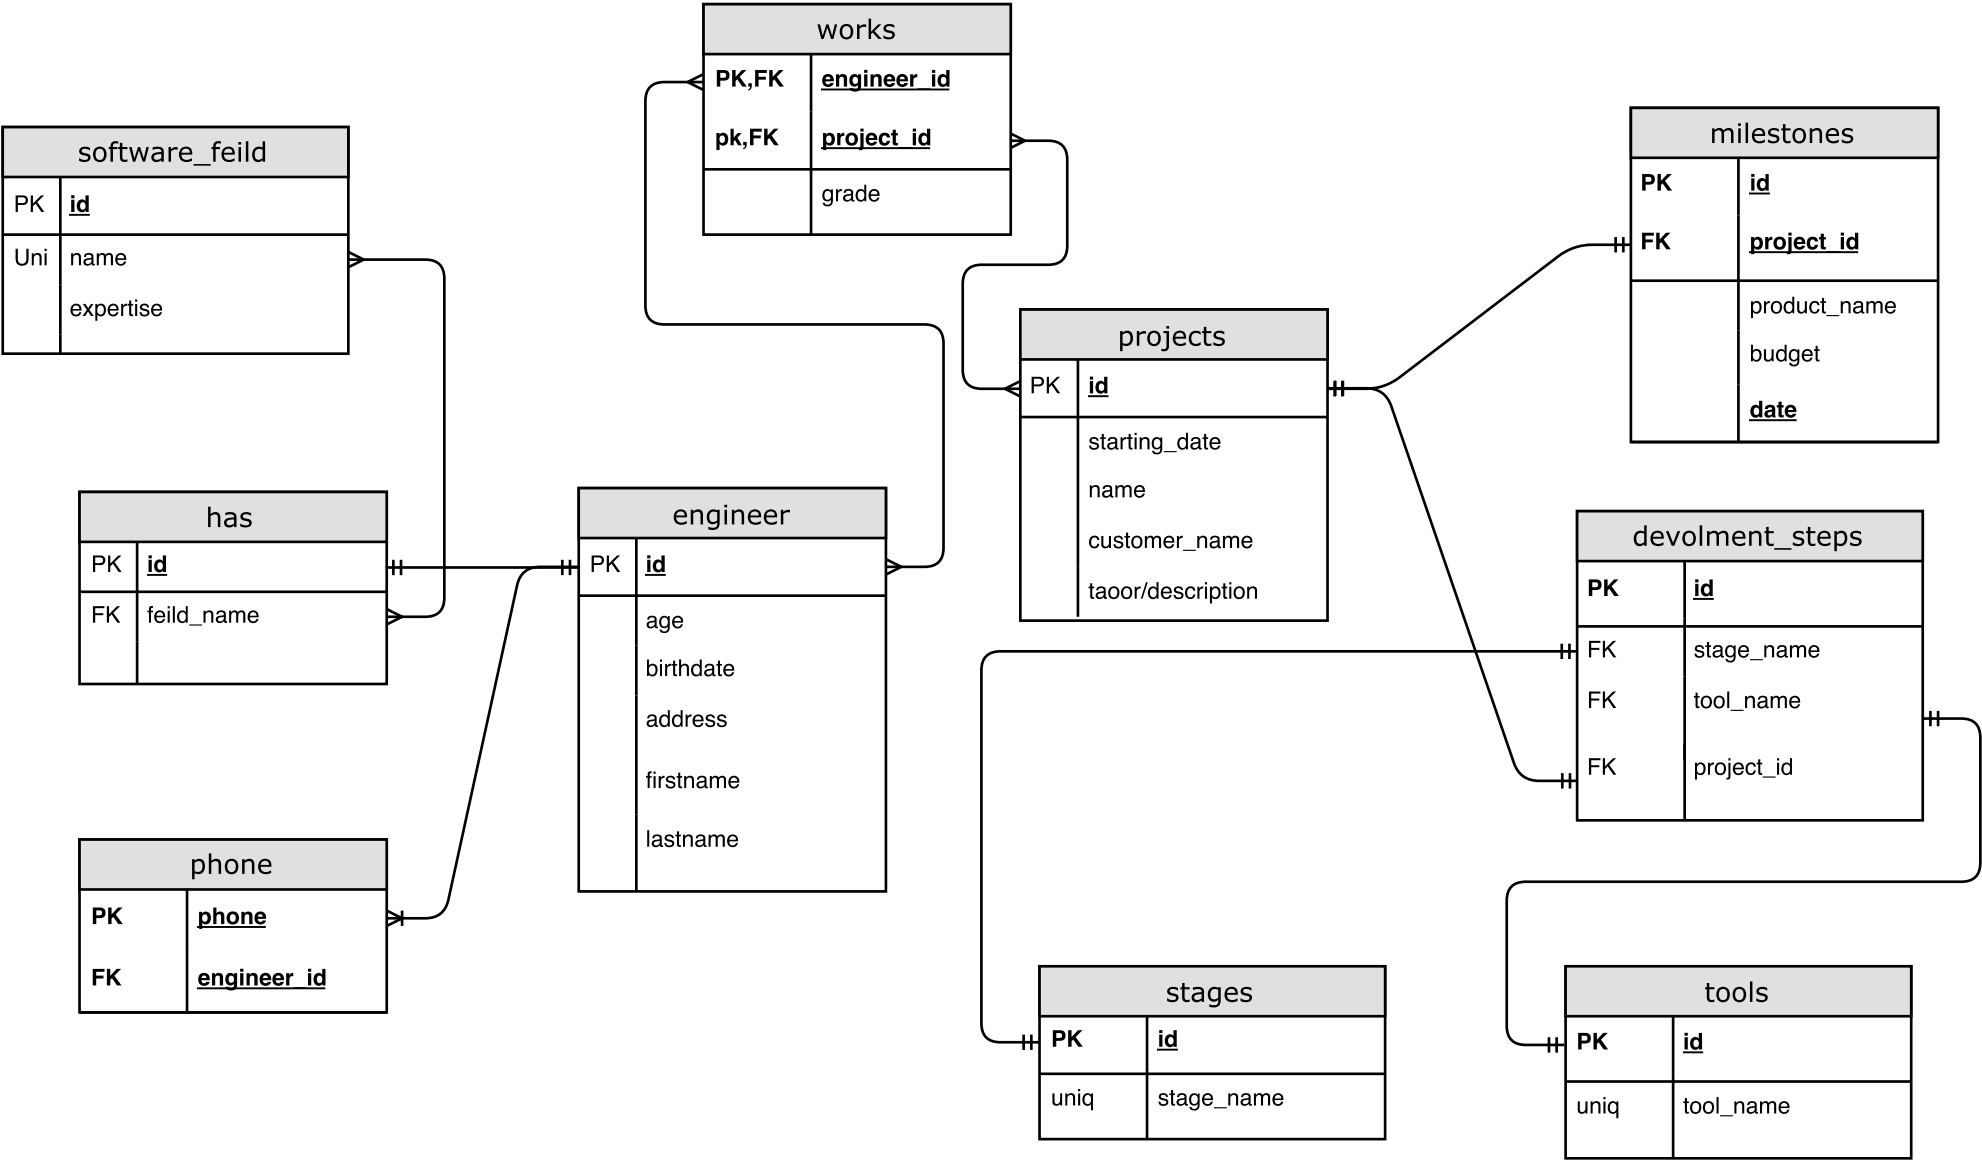 works
PK,FK engineer_id
pk,FK project_id
grade
software_feild
PK id
Uni name
expertise
milestones
PK id
FK project_id
product_name
budget
date
projects
PK id
starting_date
name
customer_name
taoor/description
has
PK id
FK feild_name
engineer
PK id
age
birthdate
address
firstname
lastname
devolment_steps
PK id
FK stage_name
FK tool_name
FK project_id
phone
PK phone
FK engineer_id
stages
PK id
uniq stage_name
tools
PK id
uniq tool_name